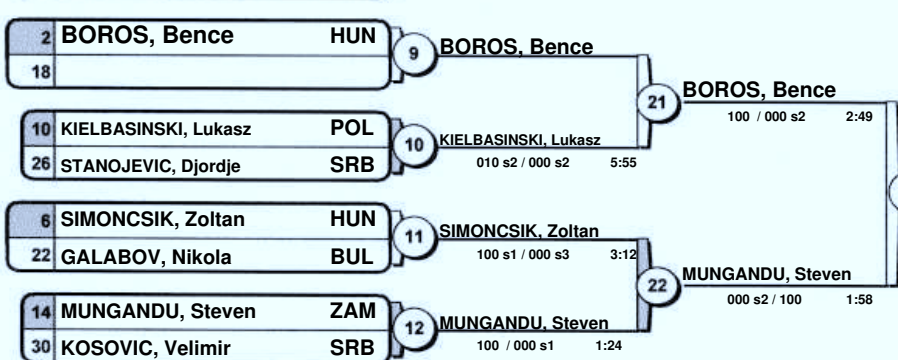 2 BOROS, Bence HUN
18
9
BOROS, Bence
10 KIELBASINSKI, Lukasz POL
26 STANOJEVIC, Djordje SRB
10
KIELBASINSKI, Lukasz
010 s2 / 000 s2 5:55
21
BOROS, Bence
100 / 000 s2 2:49
6 SIMONCSIK, Zoltan HUN
22 GALABOV, Nikola BUL
11
SIMONCSIK, Zoltan
100 s1 / 000 s3 3:12
14 MUNGANDU, Steven ZAM
30 KOSOVIC, Velimir SRB
12
MUNGANDU, Steven
100 / 000 s1 1:24
22
MUNGANDU, Steven
000 s2 / 100 1:58